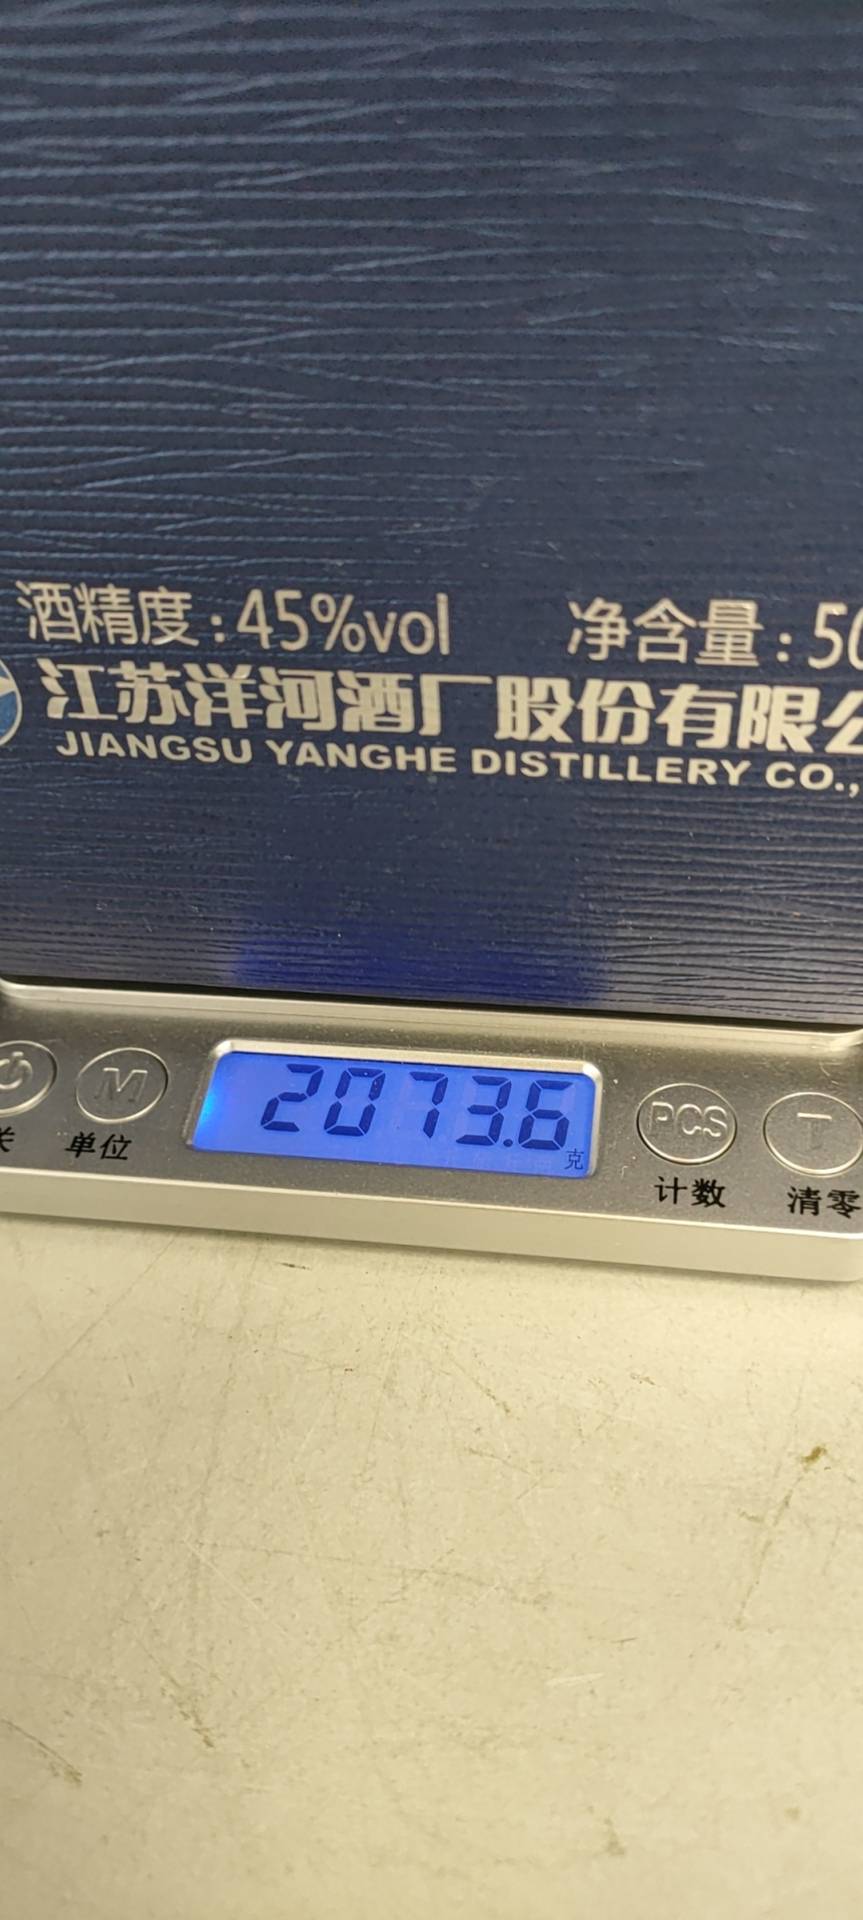 酒精度:45%vol 净含量:50
江苏洋河酒厂股份有限公
JIANGSU YANGHE DISTILLERY CO.,
M 2073.6 克 PCS T
关 单位 计数 清零